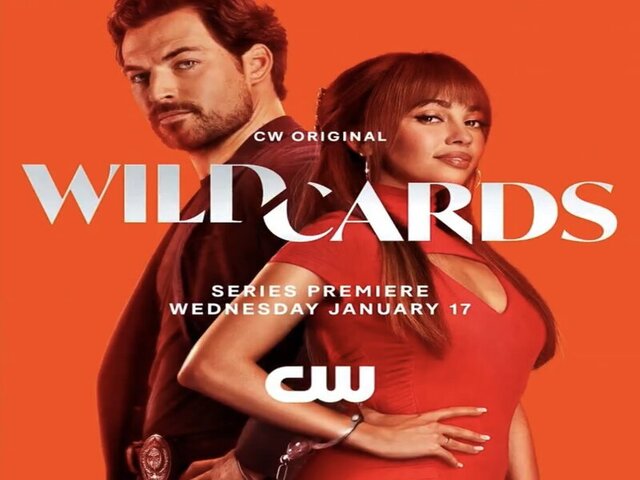 CW ORIGINAL
WILD CARDS
SERIES PREMIERE
WEDNESDAY JANUARY 17
CW